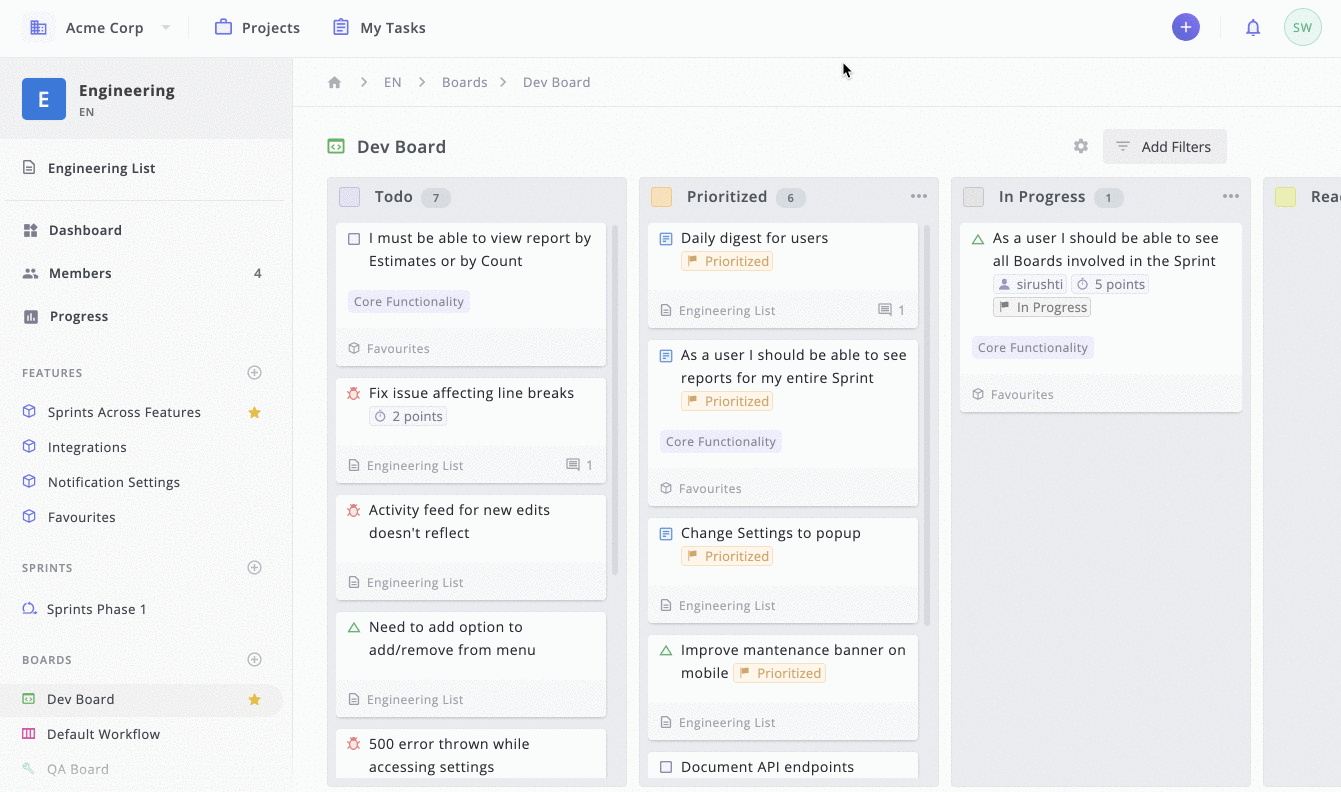 Acme Corp
Projects
My Tasks
SW
E
Engineering
EN
Engineering List
Dashboard
Members 4
Progress
FEATURES
Sprints Across Features
Integrations
Notification Settings
Favourites
SPRINTS
Sprints Phase 1
BOARDS
Dev Board
Default Workflow
QA Board
EN
Boards
Dev Board
Dev Board
Add Filters
Todo 7
I must be able to view report by
Estimates or by Count
Core Functionality
Favourites
Fix issue affecting line breaks
2 points
Engineering List 1
Activity feed for new edits
doesn't reflect
Engineering List
Need to add option to
add/remove from menu
Engineering List
500 error thrown while
accessing settings
Prioritized 6
Daily digest for users
Prioritized
Engineering List 1
As a user I should be able to see
reports for my entire Sprint
Prioritized
Core Functionality
Favourites
Change Settings to popup
Prioritized
Engineering List
Improve mantenance banner on
mobile Prioritized
Engineering List
Document API endpoints
In Progress 1
As a user I should be able to see
all Boards involved in the Sprint
sirushti 5 points
In Progress
Core Functionality
Favourites